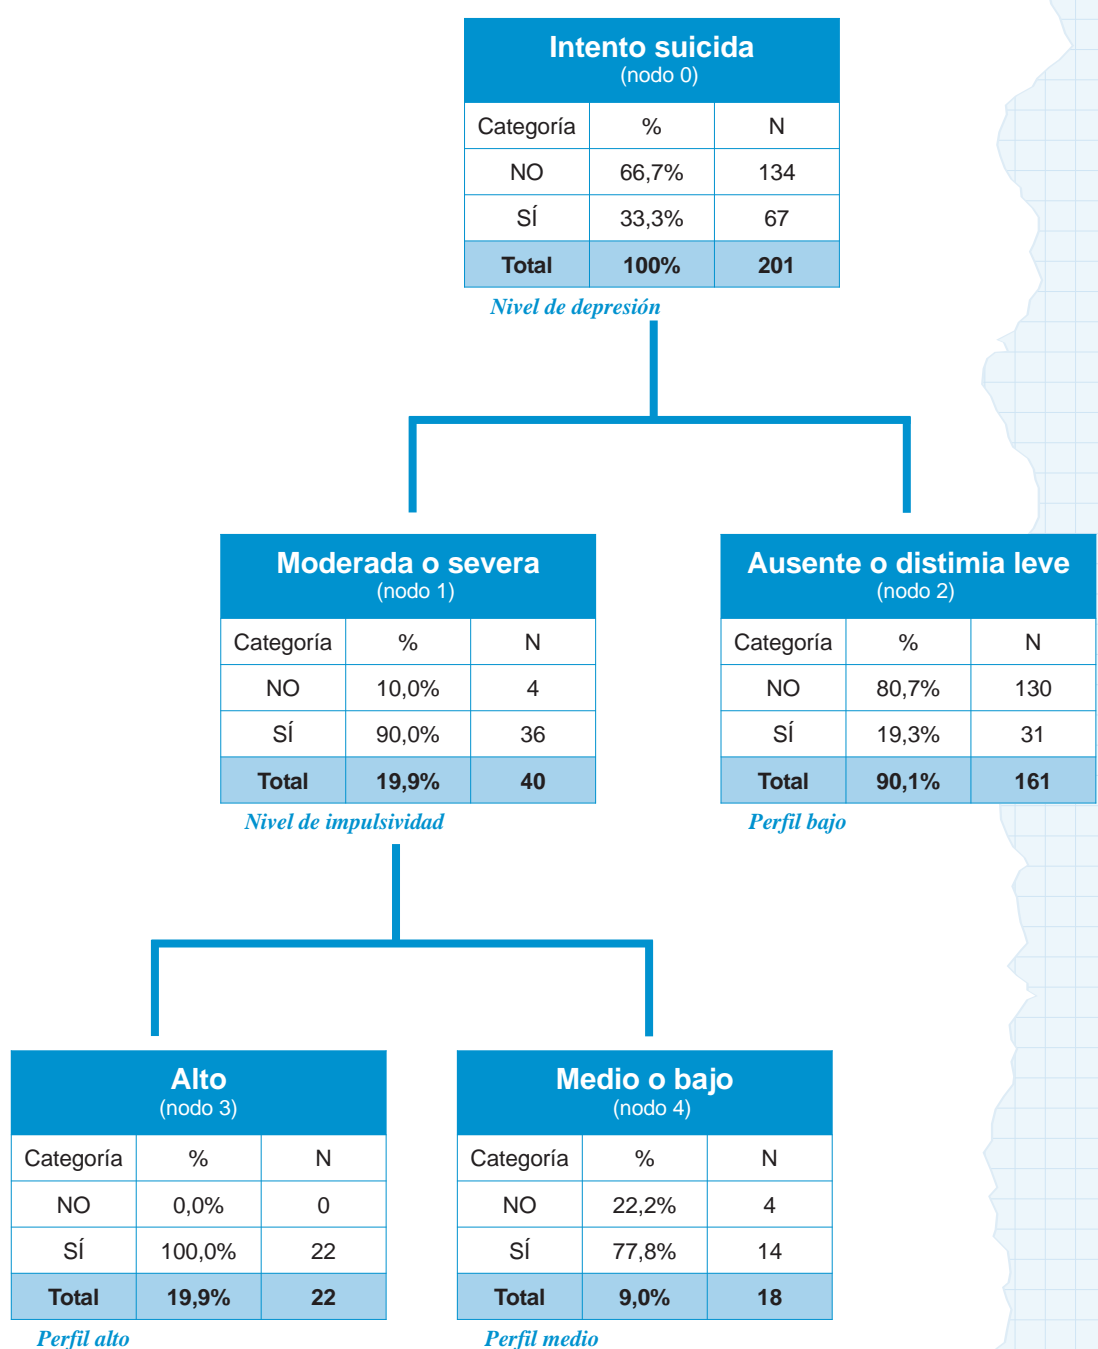 Intento suicida
(nodo 0)
Categoría % N
NO 66,7% 134
SÍ 33,3% 67
Total 100% 201
Nivel de depresión
Moderada o severa
(nodo 1)
Categoría % N
NO 10,0% 4
SÍ 90,0% 36
Total 19,9% 40
Nivel de impulsividad
Ausente o distimia leve
(nodo 2)
Categoría % N
NO 80,7% 130
SÍ 19,3% 31
Total 90,1% 161
Perfil bajo
Alto
(nodo 3)
Categoría % N
NO 0,0% 0
SÍ 100,0% 22
Total 19,9% 22
Perfil alto
Medio o bajo
(nodo 4)
Categoría % N
NO 22,2% 4
SÍ 77,8% 14
Total 9,0% 18
Perfil medio